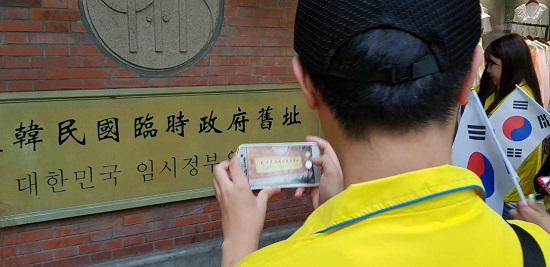 韓民國臨時政府舊址
대한민국 임시정부